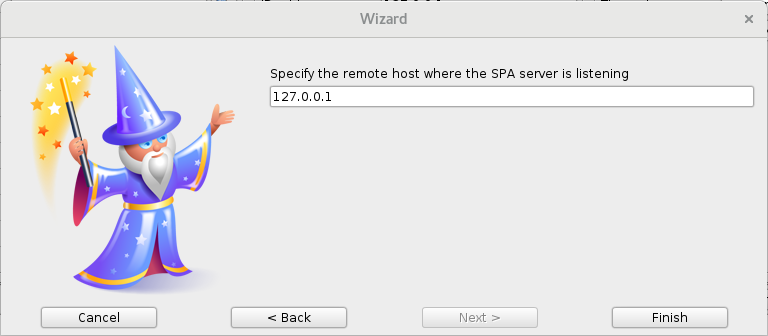 Wizard
Specify the remote host where the SPA server is listening
127.0.0.1
Cancel
< Back
Next >
Finish